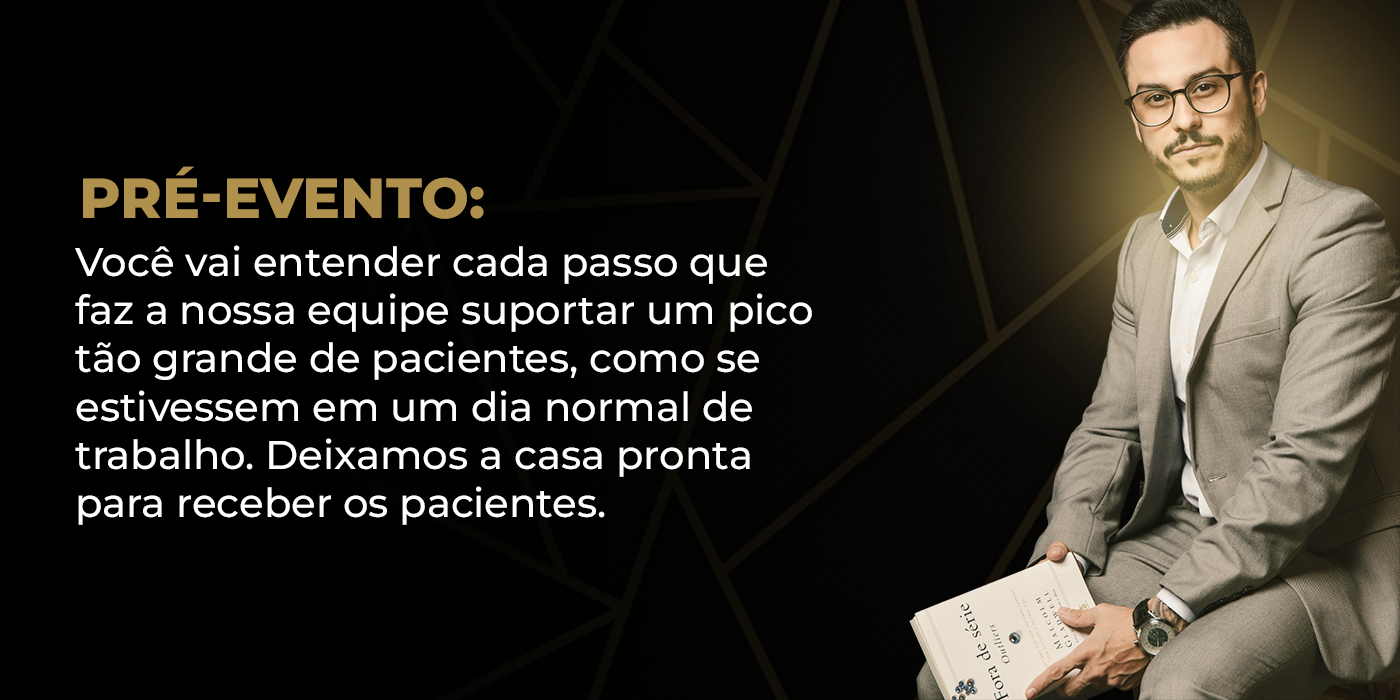 PRÉ-EVENTO:
Você vai entender cada passo que
faz a nossa equipe suportar um pico
tão grande de pacientes, como se
estivessem em um dia normal de
trabalho. Deixamos a casa pronta
para receber os pacientes.
Fora de série
Outliers
MALCOLM
GLADWELL